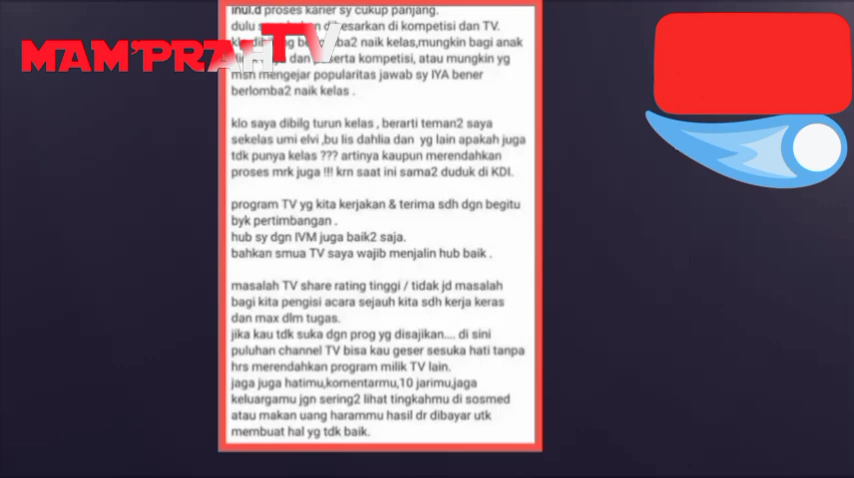 MAM'PRAH TV
inul.d proses karier sy cukup panjang.
dulu dibesarkan di kompetisi dan TV.
naik kelas,mungkin bagi anak
dan kompetisi, atau mungkin yg
msh mengejar popularitas jawab sy IYA bener
berlomba2 naik kelas .
klo saya dibilg turun kelas , berarti teman2 saya
sekelas umi elvi ,bu lis dahlia dan yg lain apakah juga
tdk punya kelas ??? artinya kaupun merendahkan
proses mrk juga !!! krn saat ini sama2 duduk di KDI.
program TV yg kita kerjakan & terima sdh dgn begitu
byk pertimbangan .
hub sy dgn IVM juga baik2 saja.
bahkan smua TV saya wajib menjalin hub baik .
masalah TV share rating tinggi / tidak jd masalah
bagi kita pengisi acara sejauh kita sdh kerja keras
dan max dlm tugas.
jika kau tdk suka dgn prog yg disajikan.... di sini
puluhan channel TV bisa kau geser sesuka hati tanpa
hrs merendahkan program milik TV lain.
jaga juga hatimu,komentarmu,10 jarimu,jaga
keluargamu jgn sering2 lihat tingkahmu di sosmed
atau makan uang harammu hasil dr dibayar utk
membuat hal yg tdk baik.